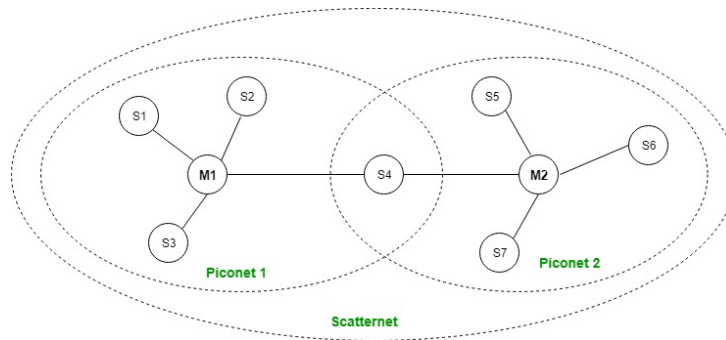 S1
S2
S5
S6
M1
S4
M2
S3
S7
Piconet 1
Piconet 2
Scatternet